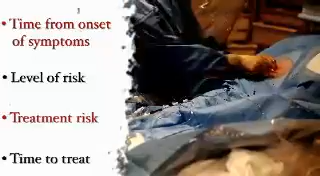 • Time from onset
of symptoms
• Level of risk
• Treatment risk
• Time to treat